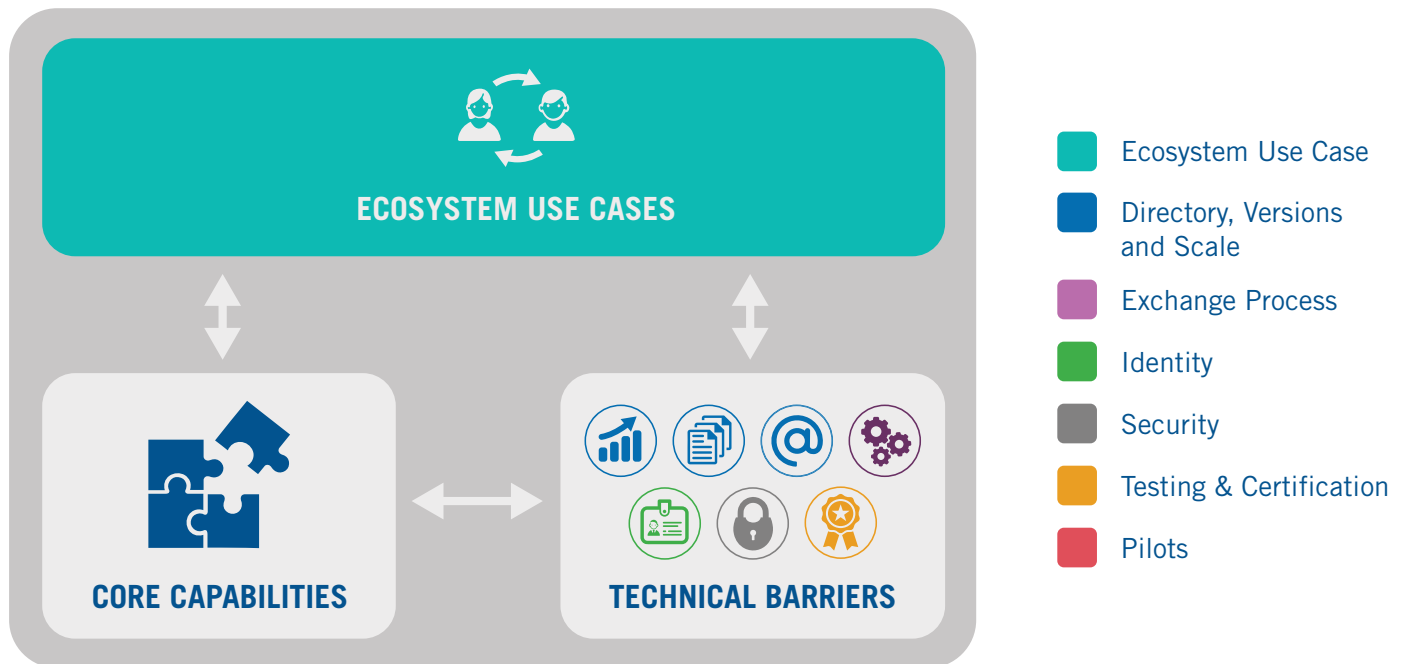 ECOSYSTEM USE CASES
CORE CAPABILITIES
TECHNICAL BARRIERS
Ecosystem Use Case
Directory, Versions
and Scale
Exchange Process
Identity
Security
Testing & Certification
Pilots